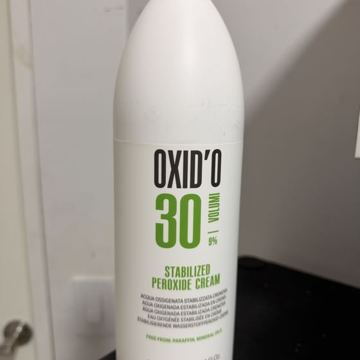 OXID'O
30 VOLUMI | 9%
STABILIZED
PEROXIDE CREAM
ACQUA OSSIGENATA STABILIZZATA CREMOSA
AGUA OXIGENADA ESTABILIZADA EN CREMA
ÁGUA OXIGENADA ESTABILIZADA EM CREME
EAU OXYGÉNÉE STABILISÉE EN CRÈME
STABILISIERENDE WASSERSTOFFPEROXID-CREME
FREE FROM: PARAFFIN, MINERAL OILS